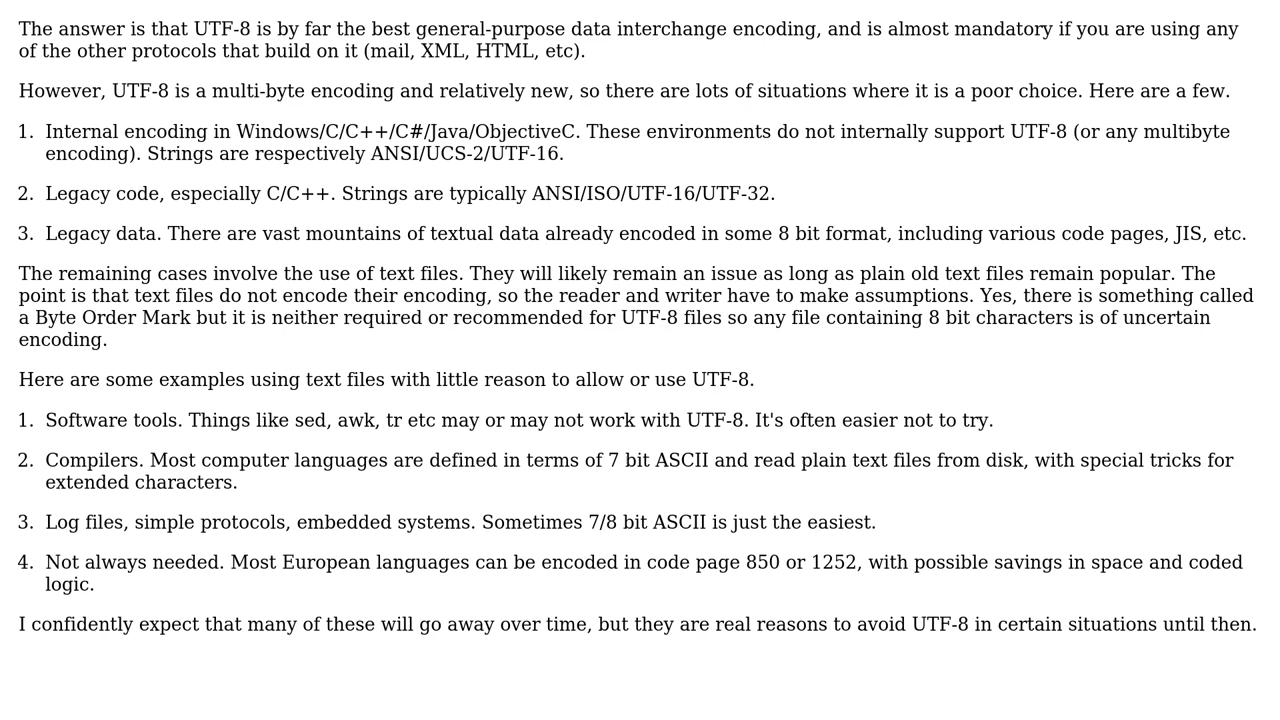 The answer is that UTF-8 is by far the best general-purpose data interchange encoding, and is almost mandatory if you are using any
of the other protocols that build on it (mail, XML, HTML, etc).
However, UTF-8 is a multi-byte encoding and relatively new, so there are lots of situations where it is a poor choice. Here are a few.
1. Internal encoding in Windows/C/C++/C#/Java/ObjectiveC. These environments do not internally support UTF-8 (or any multibyte
encoding). Strings are respectively ANSI/UCS-2/UTF-16.
2. Legacy code, especially C/C++. Strings are typically ANSI/ISO/UTF-16/UTF-32.
3. Legacy data. There are vast mountains of textual data already encoded in some 8 bit format, including various code pages, JIS, etc.
The remaining cases involve the use of text files. They will likely remain an issue as long as plain old text files remain popular. The
point is that text files do not encode their encoding, so the reader and writer have to make assumptions. Yes, there is something called
a Byte Order Mark but it is neither required or recommended for UTF-8 files so any file containing 8 bit characters is of uncertain
encoding.
Here are some examples using text files with little reason to allow or use UTF-8.
1. Software tools. Things like sed, awk, tr etc may or may not work with UTF-8. It's often easier not to try.
2. Compilers. Most computer languages are defined in terms of 7 bit ASCII and read plain text files from disk, with special tricks for
extended characters.
3. Log files, simple protocols, embedded systems. Sometimes 7/8 bit ASCII is just the easiest.
4. Not always needed. Most European languages can be encoded in code page 850 or 1252, with possible savings in space and coded
logic.
I confidently expect that many of these will go away over time, but they are real reasons to avoid UTF-8 in certain situations until then.